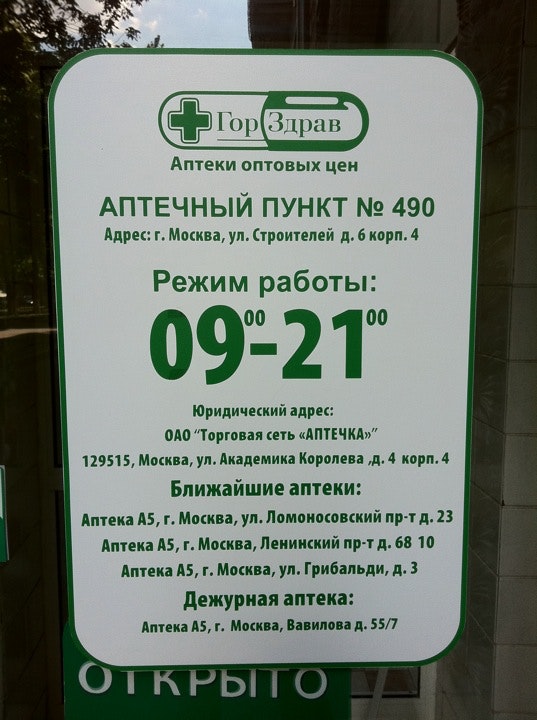 Гор Здрав
Аптеки оптовых цен
АПТЕЧНЫЙ ПУНКТ № 490
Адрес: г. Москва, ул. Строителей д. 6 корп. 4
Режим работы:
09⁰⁰-21⁰⁰
Юридический адрес:
ОАО "Торговая сеть «АПТЕЧКА»"
129515, Москва, ул. Академика Королева ,д. 4 корп. 4
Ближайшие аптеки:
Аптека А5, г. Москва, ул. Ломоносовский пр-т д. 23
Аптека А5, г. Москва, Ленинский пр-т д. 68 10
Аптека А5, г. Москва, ул. Грибальди, д. 3
Дежурная аптека:
Аптека А5, г. Москва, Вавилова д. 55/7
ОТКРЫТО